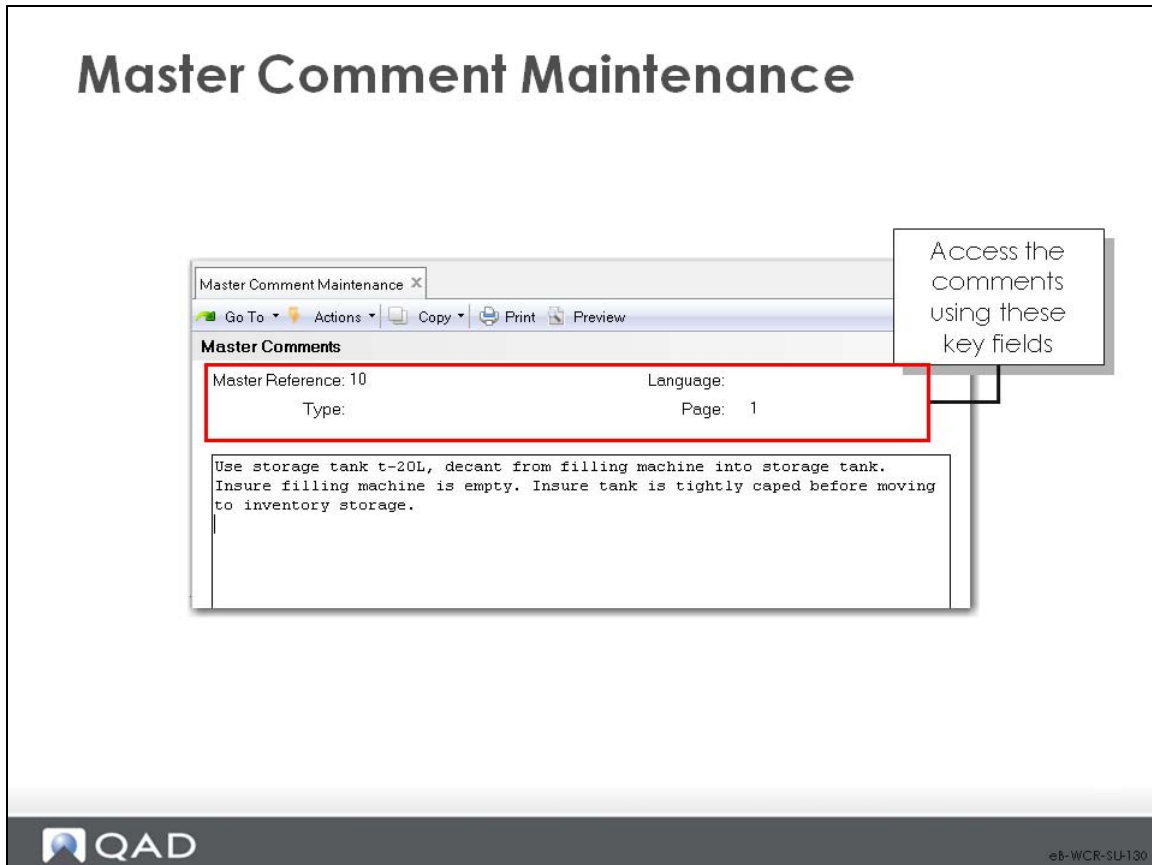 Master Comment Maintenance
Access the
comments
using these
key fields
Master Comment Maintenance X
Go To Actions Copy Print Preview
Master Comments
Master Reference: 10 Language:
Type: Page: 1
Use storage tank t-20L, decant from filling machine into storage tank.
Insure filling machine is empty. Insure tank is tightly caped before moving
to inventory storage.
QAD
eB-WCR-SU-130